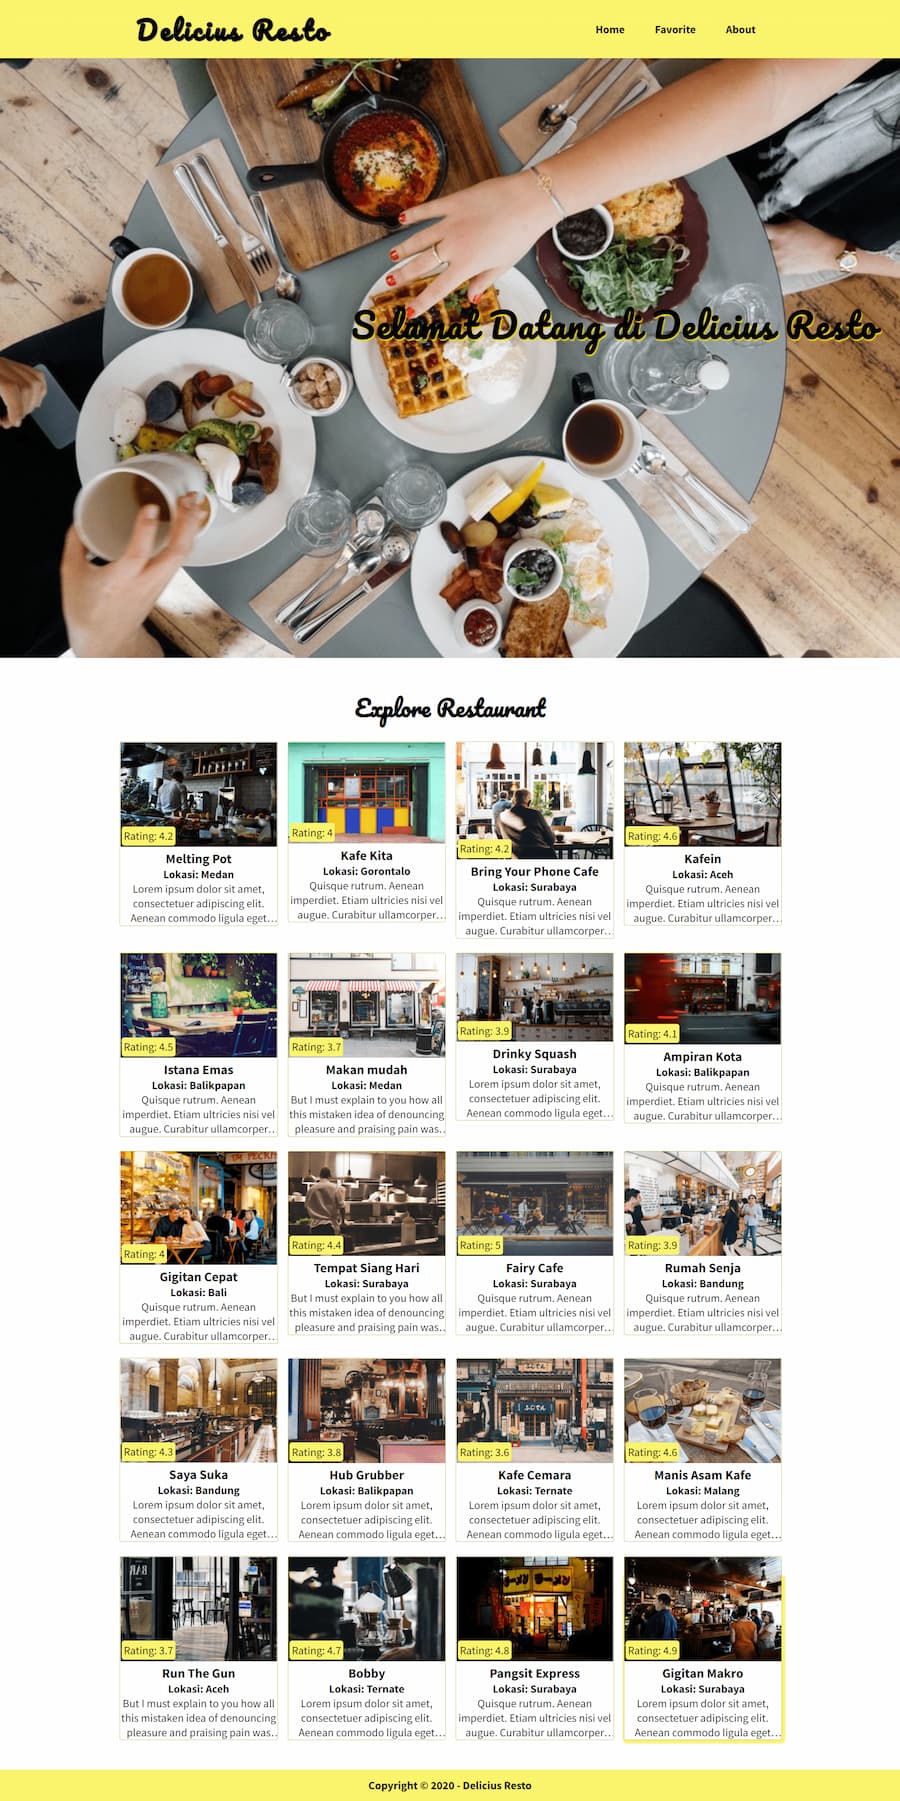 Delicius Resto
Home Favorite About
Selamat Datang di Delicius Resto
Explore Restaurant
Rating: 4.2
Melting Pot
Lokasi: Medan
Lorem ipsum dolor sit amet,
consectetuer adipiscing elit.
Aenean commodo ligula eget…
Rating: 4
Kafe Kita
Lokasi: Gorontalo
Quisque rutrum. Aenean
imperdiet. Etiam ultricies nisi vel
augue. Curabitur ullamcorper…
Rating: 4.2
Bring Your Phone Cafe
Lokasi: Surabaya
Quisque rutrum. Aenean
imperdiet. Etiam ultricies nisi vel
augue. Curabitur ullamcorper…
Rating: 4.6
Kafein
Lokasi: Aceh
Quisque rutrum. Aenean
imperdiet. Etiam ultricies nisi vel
augue. Curabitur ullamcorper…
Rating: 4.5
Istana Emas
Lokasi: Balikpapan
Quisque rutrum. Aenean
imperdiet. Etiam ultricies nisi vel
augue. Curabitur ullamcorper…
Rating: 3.7
Makan mudah
Lokasi: Medan
But I must explain to you how all
this mistaken idea of denouncing
pleasure and praising pain was…
Rating: 3.9
Drinky Squash
Lokasi: Surabaya
Lorem ipsum dolor sit amet,
consectetuer adipiscing elit.
Aenean commodo ligula eget…
Rating: 4.1
Ampiran Kota
Lokasi: Balikpapan
Quisque rutrum. Aenean
imperdiet. Etiam ultricies nisi vel
augue. Curabitur ullamcorper…
Rating: 4
Gigitan Cepat
Lokasi: Bali
Quisque rutrum. Aenean
imperdiet. Etiam ultricies nisi vel
augue. Curabitur ullamcorper…
Rating: 4.4
Tempat Siang Hari
Lokasi: Surabaya
But I must explain to you how all
this mistaken idea of denouncing
pleasure and praising pain was…
Rating: 5
Fairy Cafe
Lokasi: Surabaya
Quisque rutrum. Aenean
imperdiet. Etiam ultricies nisi vel
augue. Curabitur ullamcorper…
Rating: 3.9
Rumah Senja
Lokasi: Bandung
Quisque rutrum. Aenean
imperdiet. Etiam ultricies nisi vel
augue. Curabitur ullamcorper…
Rating: 4.3
Saya Suka
Lokasi: Bandung
Lorem ipsum dolor sit amet,
consectetuer adipiscing elit.
Aenean commodo ligula eget…
Rating: 3.8
Hub Grubber
Lokasi: Balikpapan
Lorem ipsum dolor sit amet,
consectetuer adipiscing elit.
Aenean commodo ligula eget…
Rating: 3.6
Kafe Cemara
Lokasi: Ternate
Lorem ipsum dolor sit amet,
consectetuer adipiscing elit.
Aenean commodo ligula eget…
Rating: 4.6
Manis Asam Kafe
Lokasi: Malang
Lorem ipsum dolor sit amet,
consectetuer adipiscing elit.
Aenean commodo ligula eget…
Rating: 3.7
Run The Gun
Lokasi: Aceh
But I must explain to you how all
this mistaken idea of denouncing
pleasure and praising pain was…
Rating: 4.7
Bobby
Lokasi: Ternate
Lorem ipsum dolor sit amet,
consectetuer adipiscing elit.
Aenean commodo ligula eget…
Rating: 4.8
Pangsit Express
Lokasi: Surabaya
Quisque rutrum. Aenean
imperdiet. Etiam ultricies nisi vel
augue. Curabitur ullamcorper…
Rating: 4.9
Gigitan Makro
Lokasi: Surabaya
Lorem ipsum dolor sit amet,
consectetuer adipiscing elit.
Aenean commodo ligula eget…
Copyright © 2020 - Delicius Resto